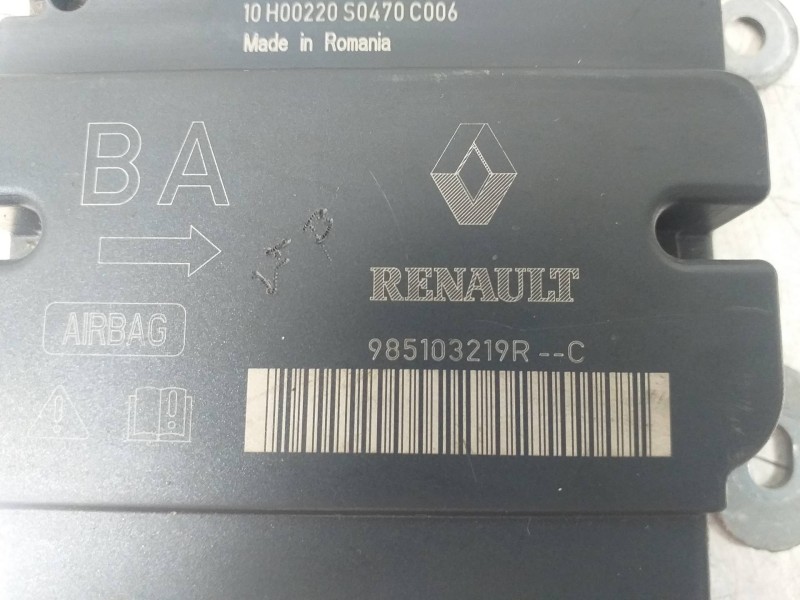 10 H00220 S0470 C006
Made in Romania
BA
RENAULT
AIRBAG
985103219R --C